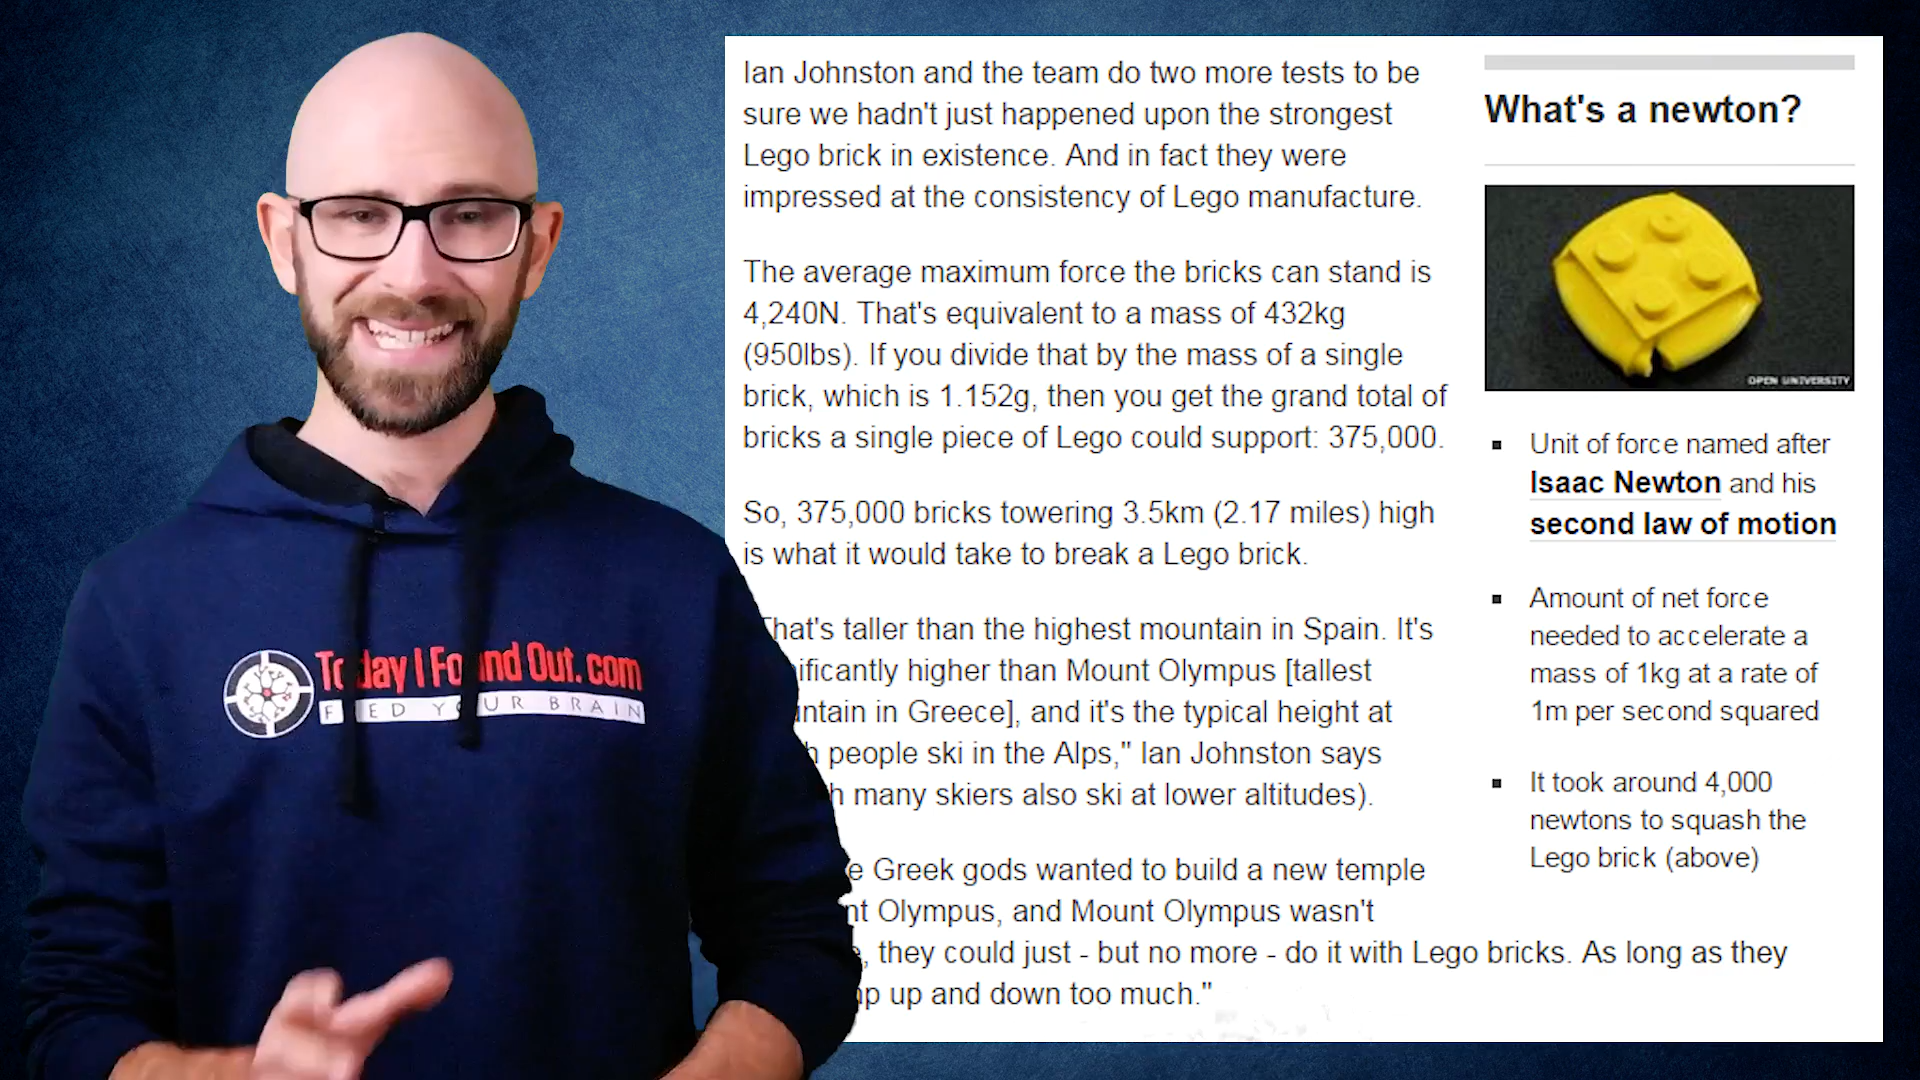 Ian Johnston and the team do two more tests to be
sure we hadn't just happened upon the strongest
Lego brick in existence. And in fact they were
impressed at the consistency of Lego manufacture.
The average maximum force the bricks can stand is
4,240N. That's equivalent to a mass of 432kg
(950lbs). If you divide that by the mass of a single
brick, which is 1.152g, then you get the grand total of
bricks a single piece of Lego could support: 375,000.
So, 375,000 bricks towering 3.5km (2.17 miles) high
is what it would take to break a Lego brick.
That's taller than the highest mountain in Spain. It's
higher than Mount Olympus [tallest
in Greece], and it's the typical height at
people ski in the Alps," Ian Johnston says
many skiers also ski at lower altitudes).
Greek gods wanted to build a new temple
Olympus, and Mount Olympus wasn't
they could just - but no more - do it with Lego bricks. As long as they
up and down too much."
What's a newton?
OPEN UNIVERSITY
Unit of force named after
Isaac Newton and his
second law of motion
Amount of net force
needed to accelerate a
mass of 1kg at a rate of
1m per second squared
It took around 4,000
newtons to squash the
Lego brick (above)
Today I Found Out.com
FEED YOUR BRAIN